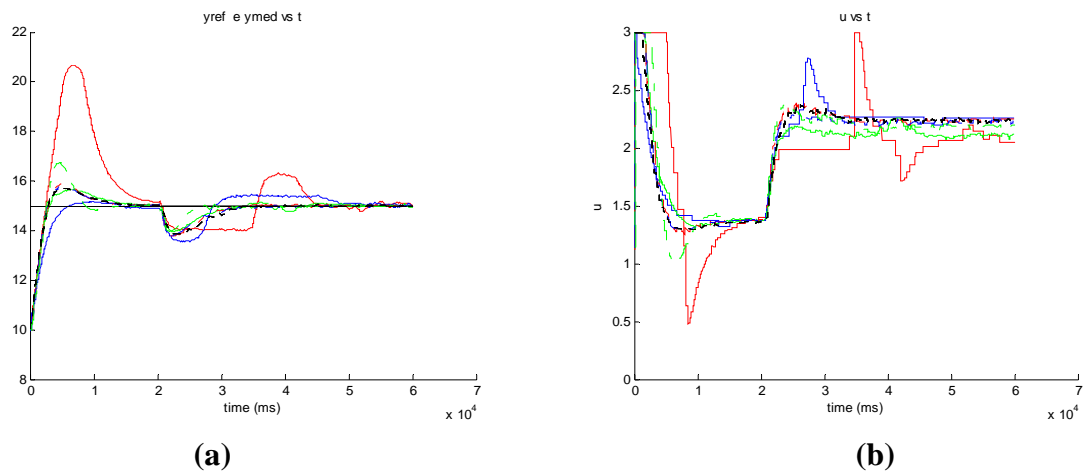 yref e ymed vs t
22
20
18
16
14
12
10
8
0 1 2 3 4 5 6 7
x 10^4
time (ms)
(a)
u vs t
3
2.5
2
1.5
1
0.5
0
u
0 1 2 3 4 5 6 7
x 10^4
time (ms)
(b)